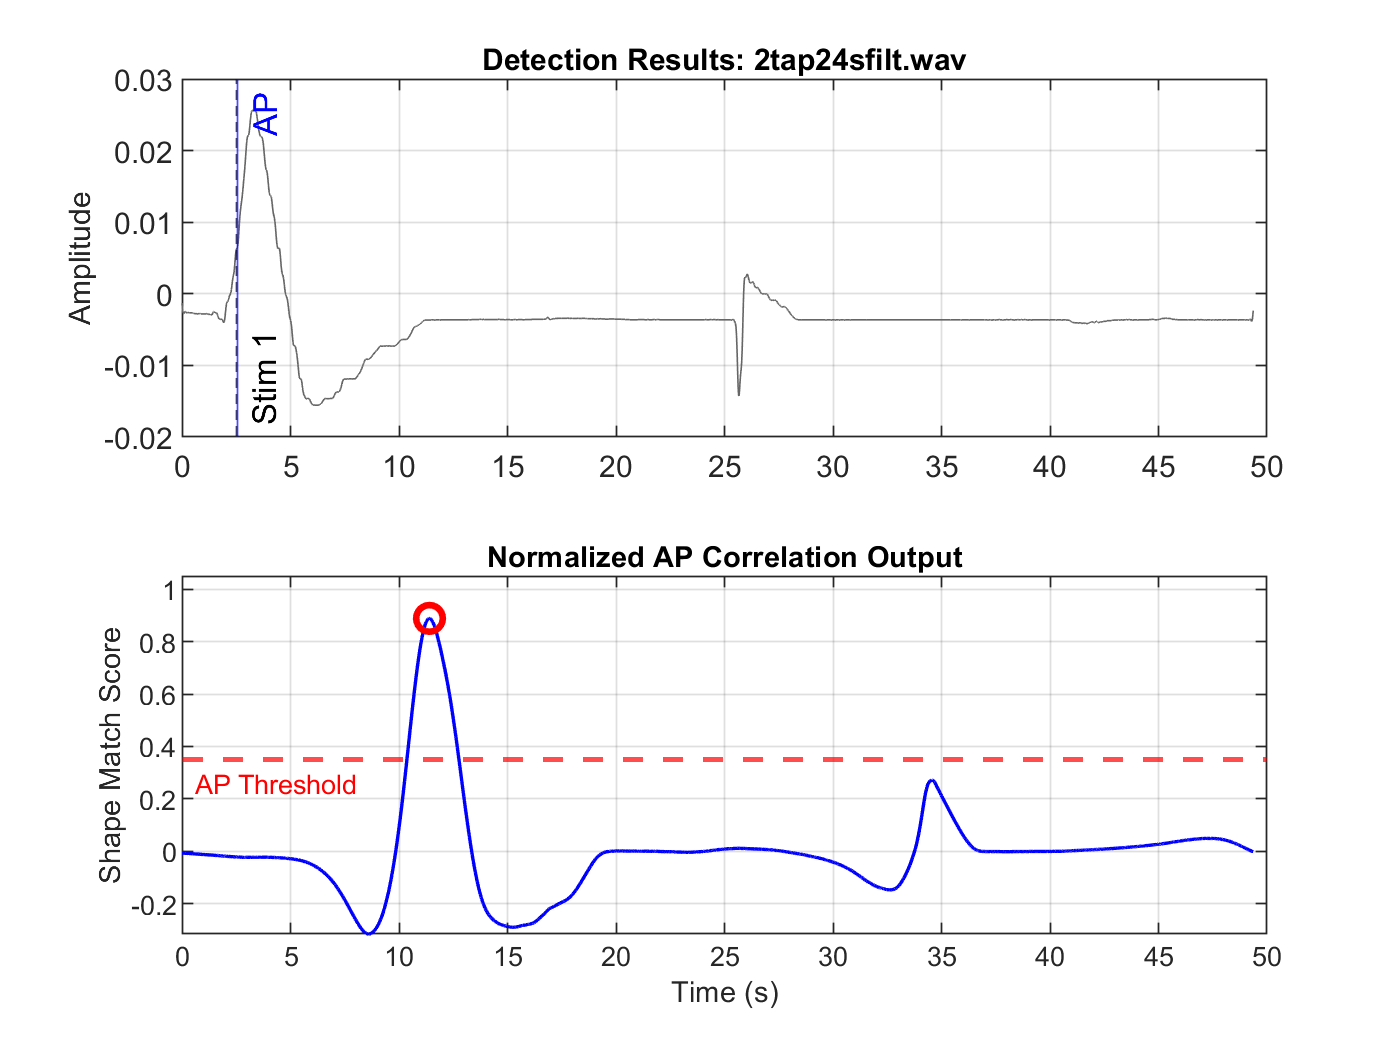 Detection Results: 2tap24sfilt.wav
0.03
0.02
0.01
0
-0.01
-0.02
Amplitude
AP
Stim 1
0 5 10 15 20 25 30 35 40 45 50
Normalized AP Correlation Output
1
0.8
0.6
0.4
0.2
0
-0.2
Shape Match Score
AP Threshold
0 5 10 15 20 25 30 35 40 45 50
Time (s)